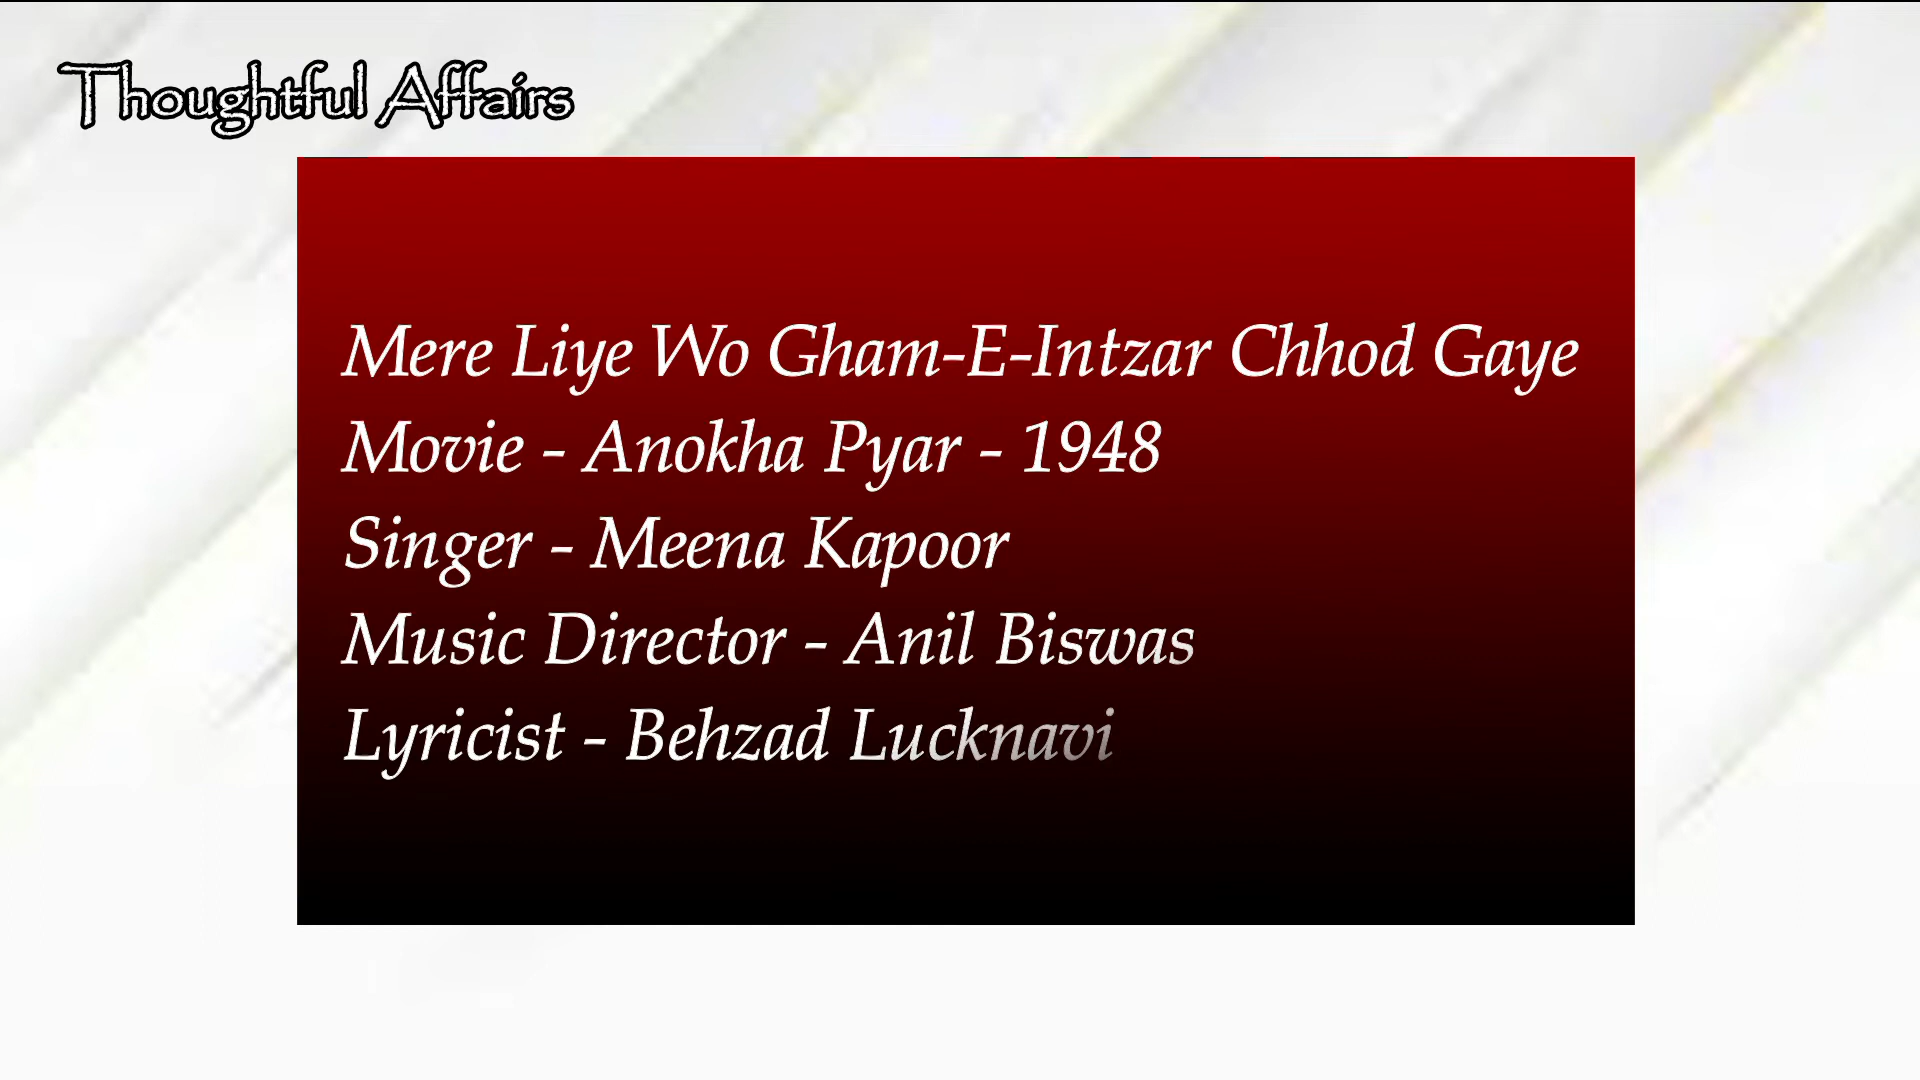 Thoughtful Affairs
Mere Liye Wo Gham-E-Intzar Chhod Gaye
Movie - Anokha Pyar - 1948
Singer - Meena Kapoor
Music Director - Anil Biswas
Lyricist - Behzad Lucknavi